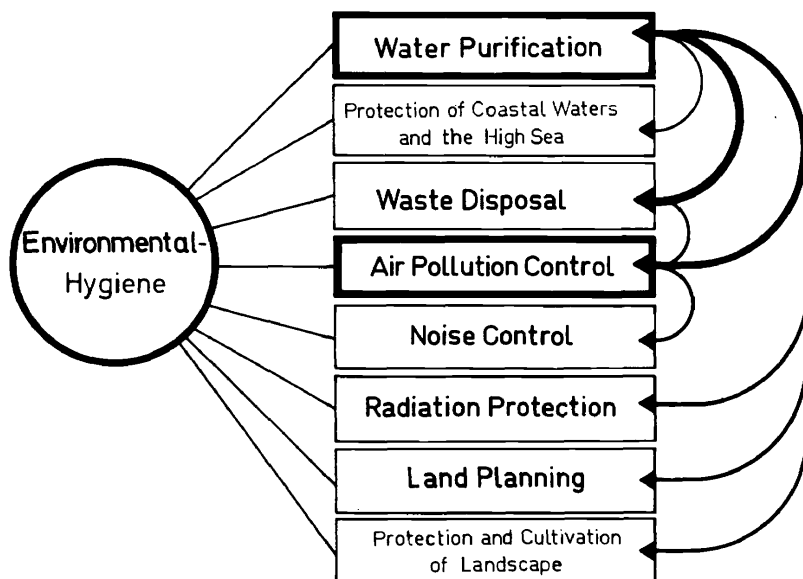 Water Purification
Protection of Coastal Waters
and the High Sea
Waste Disposal
Environmental-
Hygiene
Air Pollution Control
Noise Control
Radiation Protection
Land Planning
Protection and Cultivation
of Landscape